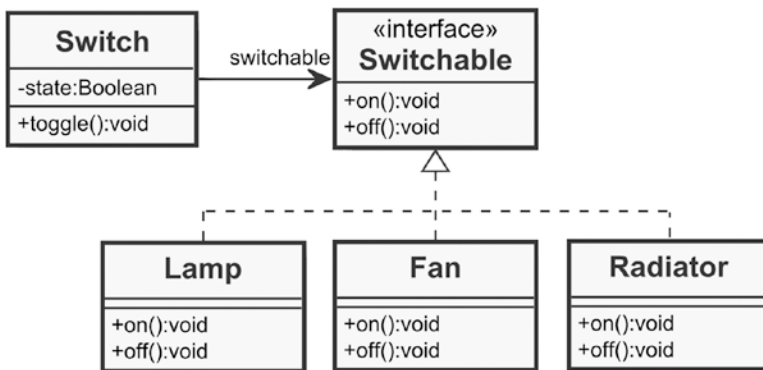 Switch
-state:Boolean
+toggle():void
switchable
«interface»
Switchable
+on():void
+off():void
Lamp
+on():void
+off():void
Fan
+on():void
+off():void
Radiator
+on():void
+off():void